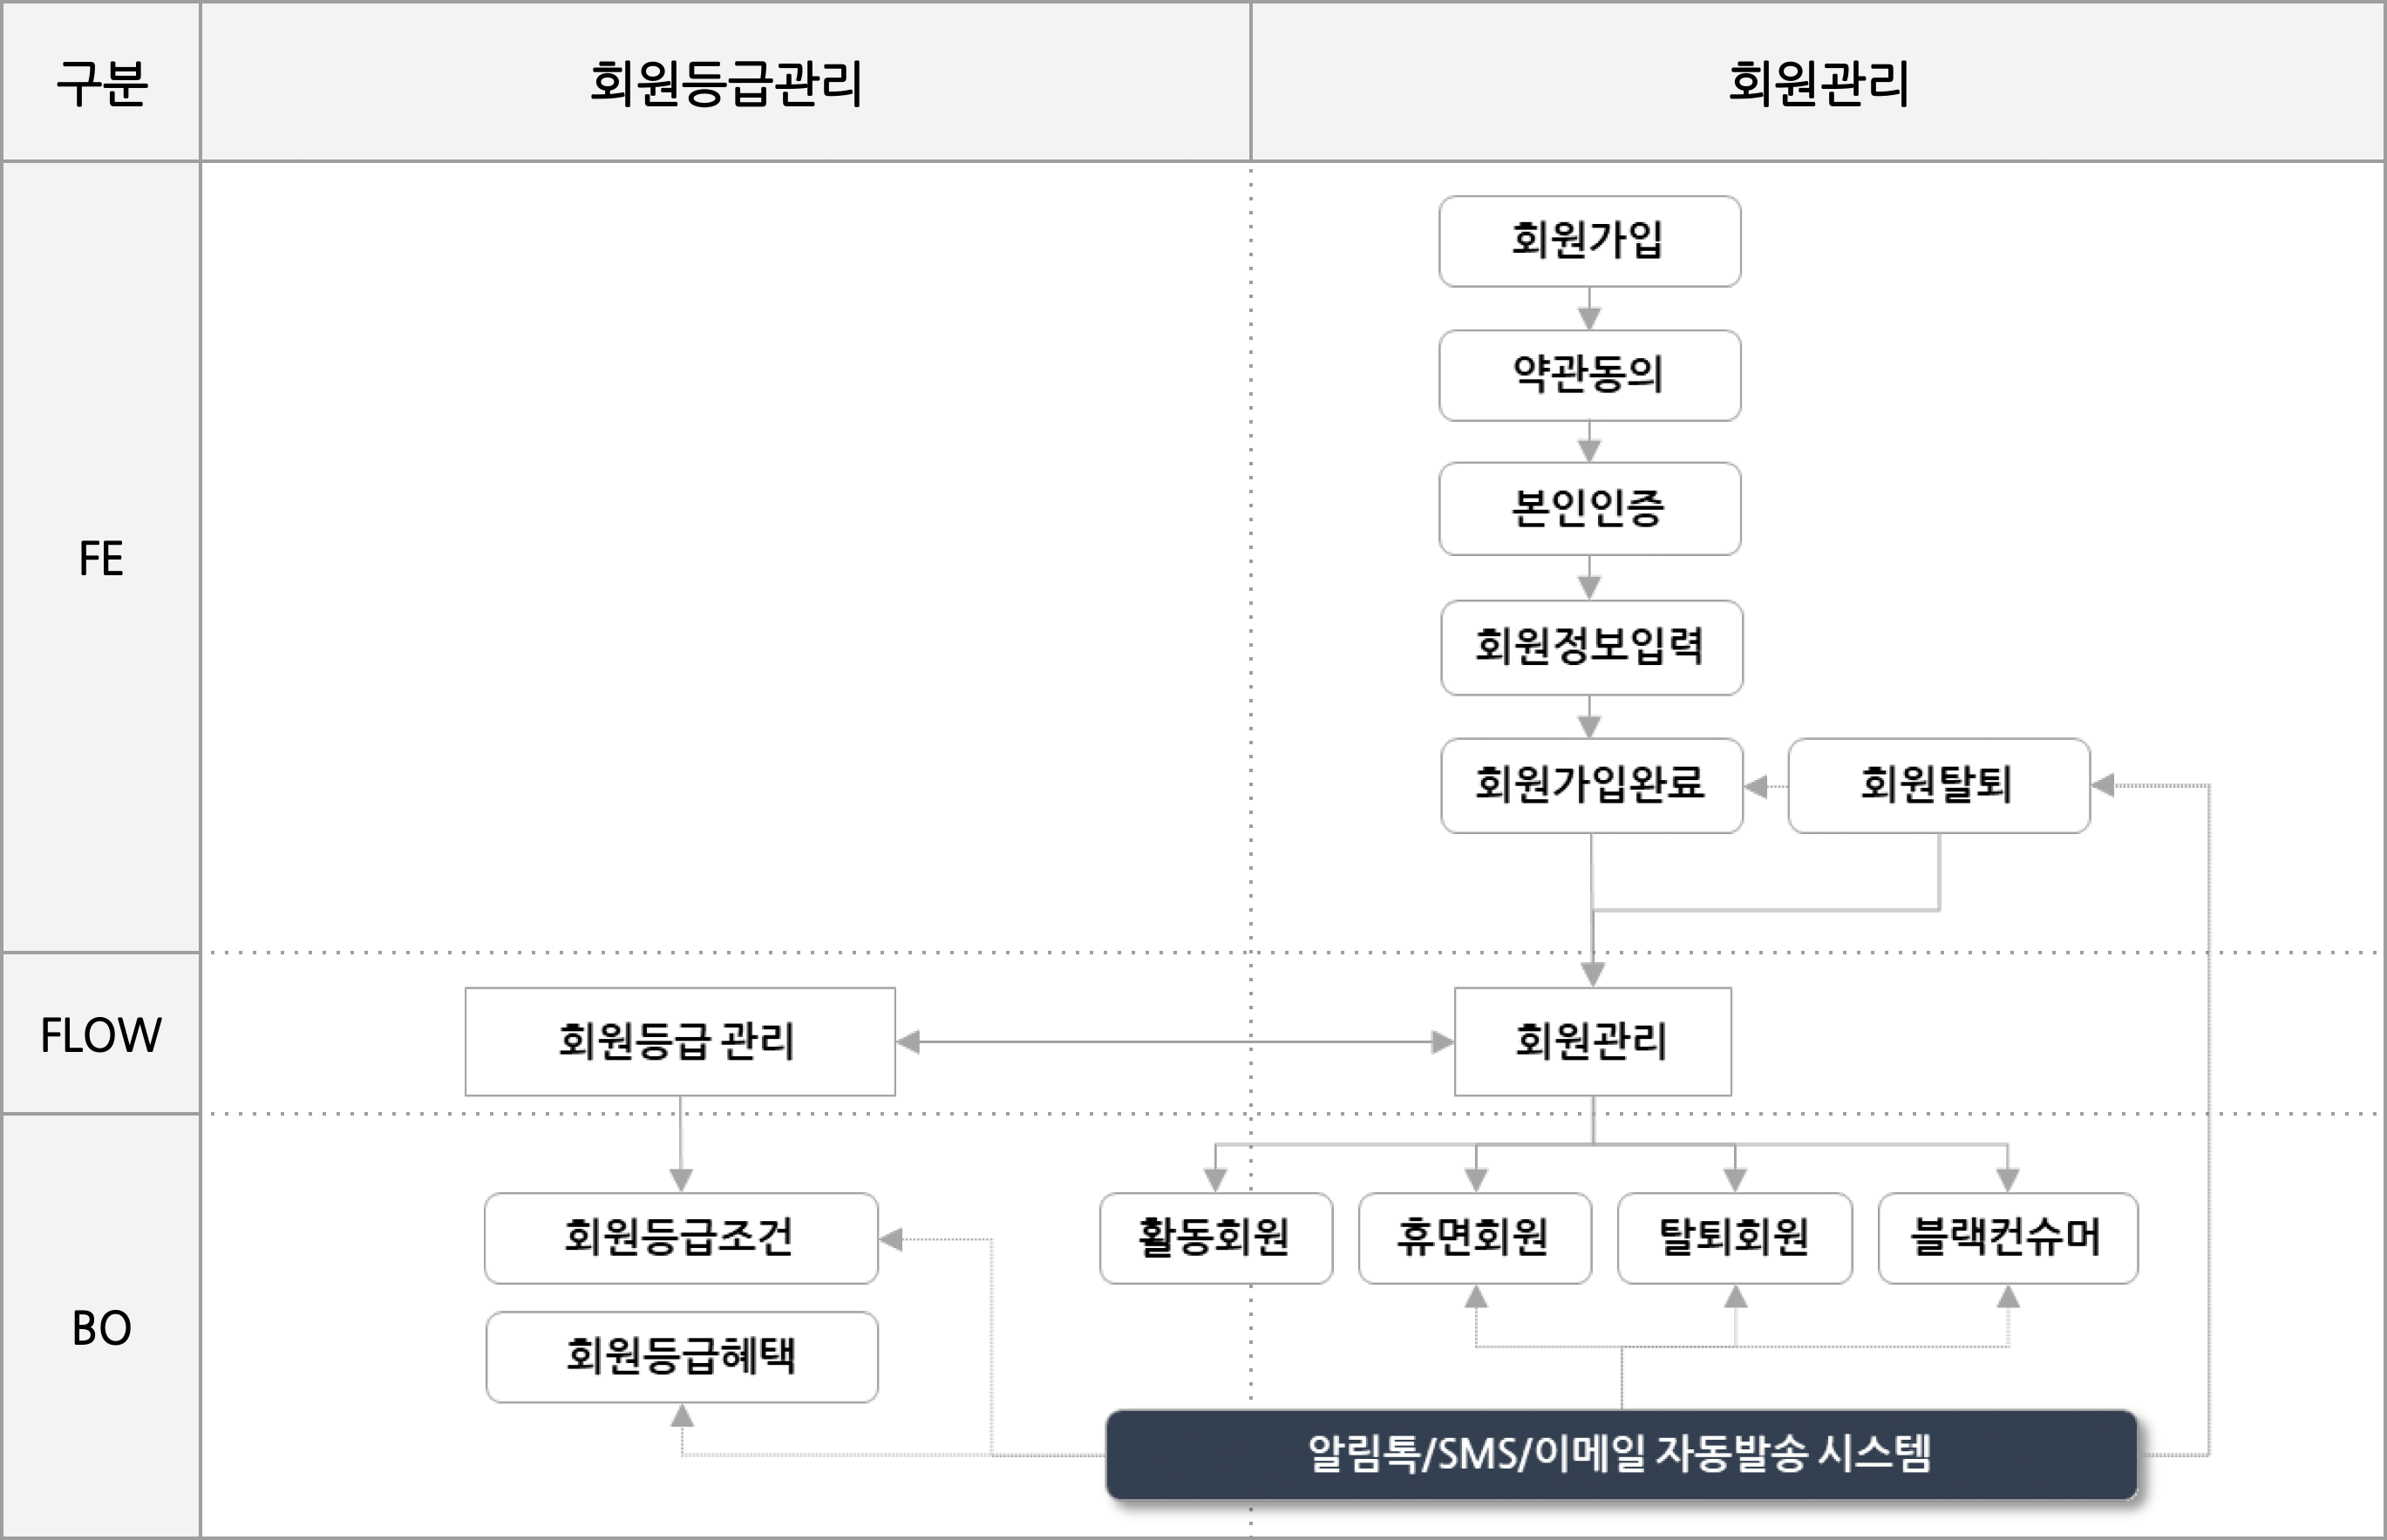 구분
회원등급관리
회원관리
FE
회원가입
약관동의
본인인증
회원정보입력
회원가입완료
회원탈퇴
FLOW
회원등급 관리
회원관리
BO
회원등급조건
활동회원
휴면회원
탈퇴회원
블랙컨슈머
회원등급혜택
알림톡/SMS/이메일 자동발송 시스템